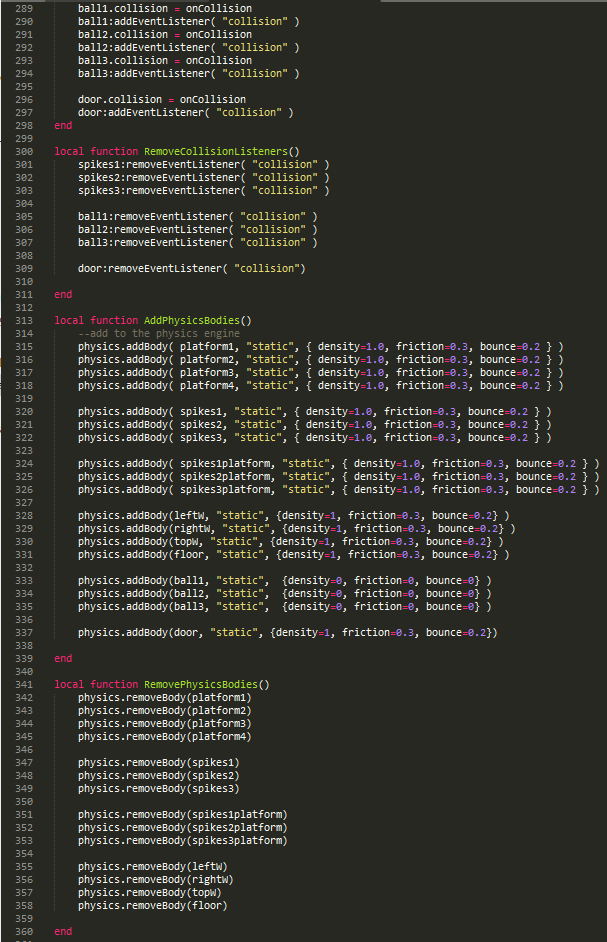 289 ball1.collision = onCollision
290 ball1:addEventListener( "collision" )
291 ball2.collision = onCollision
292 ball2:addEventListener( "collision" )
293 ball3.collision = onCollision
294 ball3:addEventListener( "collision" )
295
296 door.collision = onCollision
297 door:addEventListener( "collision" )
298 end
299
300 local function RemoveCollisionListeners()
301 spikes1:removeEventListener( "collision" )
302 spikes2:removeEventListener( "collision" )
303 spikes3:removeEventListener( "collision" )
304
305 ball1:removeEventListener( "collision" )
306 ball2:removeEventListener( "collision" )
307 ball3:removeEventListener( "collision" )
308
309 door:removeEventListener( "collision")
310
311 end
312
313 local function AddPhysicsBodies()
314 --add to the physics engine
315 physics.addBody( platform1, "static", { density=1.0, friction=0.3, bounce=0.2 } )
316 physics.addBody( platform2, "static", { density=1.0, friction=0.3, bounce=0.2 } )
317 physics.addBody( platform3, "static", { density=1.0, friction=0.3, bounce=0.2 } )
318 physics.addBody( platform4, "static", { density=1.0, friction=0.3, bounce=0.2 } )
319
320 physics.addBody( spikes1, "static", { density=1.0, friction=0.3, bounce=0.2 } )
321 physics.addBody( spikes2, "static", { density=1.0, friction=0.3, bounce=0.2 } )
322 physics.addBody( spikes3, "static", { density=1.0, friction=0.3, bounce=0.2 } )
323
324 physics.addBody( spikes1platform, "static", { density=1.0, friction=0.3, bounce=0.2 } )
325 physics.addBody( spikes2platform, "static", { density=1.0, friction=0.3, bounce=0.2 } )
326 physics.addBody( spikes3platform, "static", { density=1.0, friction=0.3, bounce=0.2 } )
327
328 physics.addBody(leftW, "static", {density=1, friction=0.3, bounce=0.2} )
329 physics.addBody(rightW, "static", {density=1, friction=0.3, bounce=0.2} )
330 physics.addBody(topW, "static", {density=1, friction=0.3, bounce=0.2} )
331 physics.addBody(floor, "static", {density=1, friction=0.3, bounce=0.2} )
332
333 physics.addBody(ball1, "static",  {density=0, friction=0, bounce=0} )
334 physics.addBody(ball2, "static",  {density=0, friction=0, bounce=0} )
335 physics.addBody(ball3, "static",  {density=0, friction=0, bounce=0} )
336
337 physics.addBody(door, "static", {density=1, friction=0.3, bounce=0.2})
338
339 end
340
341 local function RemovePhysicsBodies()
342 physics.removeBody(platform1)
343 physics.removeBody(platform2)
344 physics.removeBody(platform3)
345 physics.removeBody(platform4)
346
347 physics.removeBody(spikes1)
348 physics.removeBody(spikes2)
349 physics.removeBody(spikes3)
350
351 physics.removeBody(spikes1platform)
352 physics.removeBody(spikes2platform)
353 physics.removeBody(spikes3platform)
354
355 physics.removeBody(leftW)
356 physics.removeBody(rightW)
357 physics.removeBody(topW)
358 physics.removeBody(floor)
359
360 end